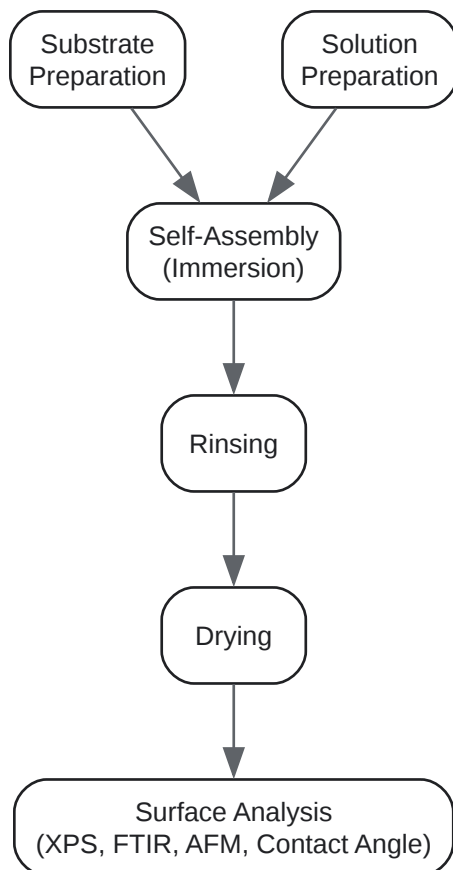 Substrate
Preparation
Solution
Preparation
Self-Assembly
(Immersion)
Rinsing
Drying
Surface Analysis
(XPS, FTIR, AFM, Contact Angle)